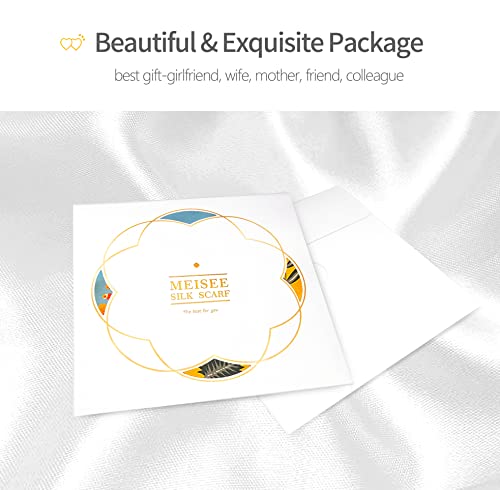 Beautiful & Exquisite Package
best gift-girlfriend, wife, mother, friend, colleague
MEISEE
SILK SCARF
The best for you